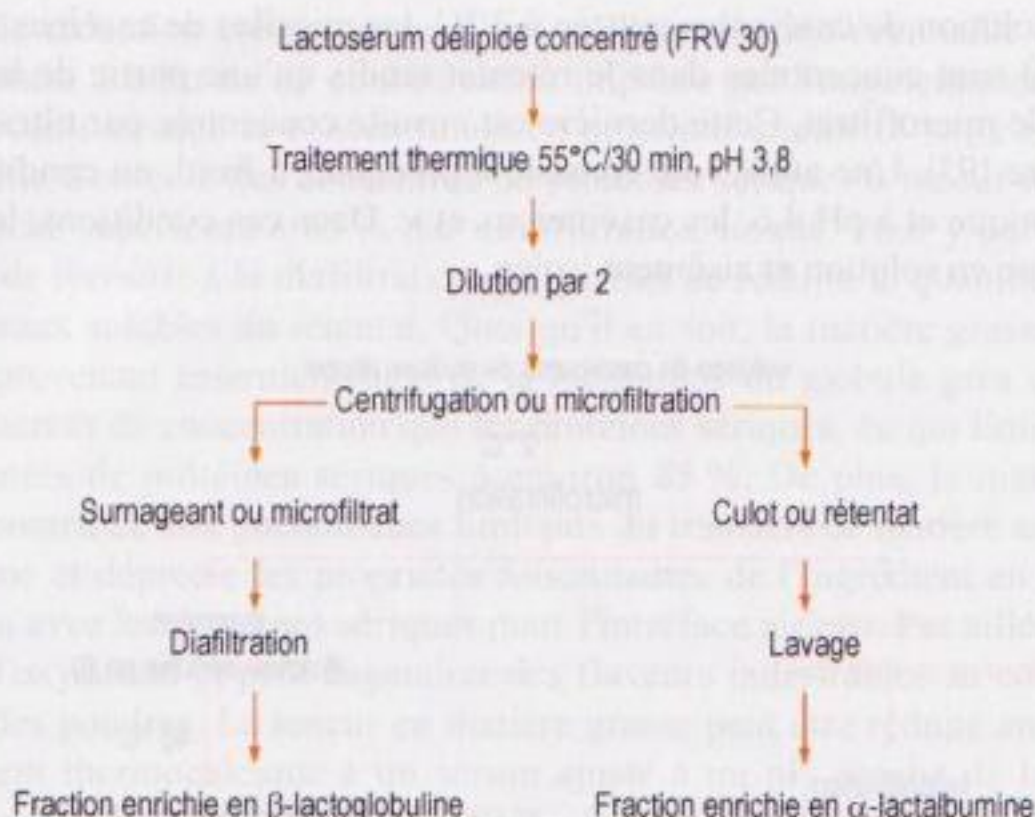 Lactosérum délipidé concentré (FRV 30)
Traitement thermique 55°C/30 min, pH 3,8
Dilution par 2
Centrifugation ou microfiltration
Surnageant ou microfiltrat
Culot ou rétentat
Diafiltration
Lavage
Fraction enrichie en β-lactoglobuline
Fraction enrichie en α-lactalbumine